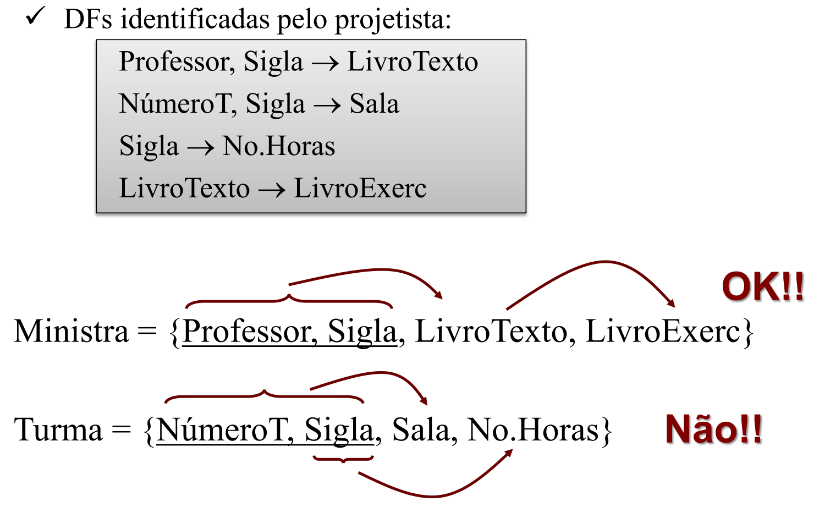 ✓ DFs identificadas pelo projetista:
Professor, Sigla → LivroTexto
NúmeroT, Sigla → Sala
Sigla → No.Horas
LivroTexto → LivroExerc
OK!!
Ministra = {Professor, Sigla, LivroTexto, LivroExerc}
Turma = {NúmeroT, Sigla, Sala, No.Horas} Não!!